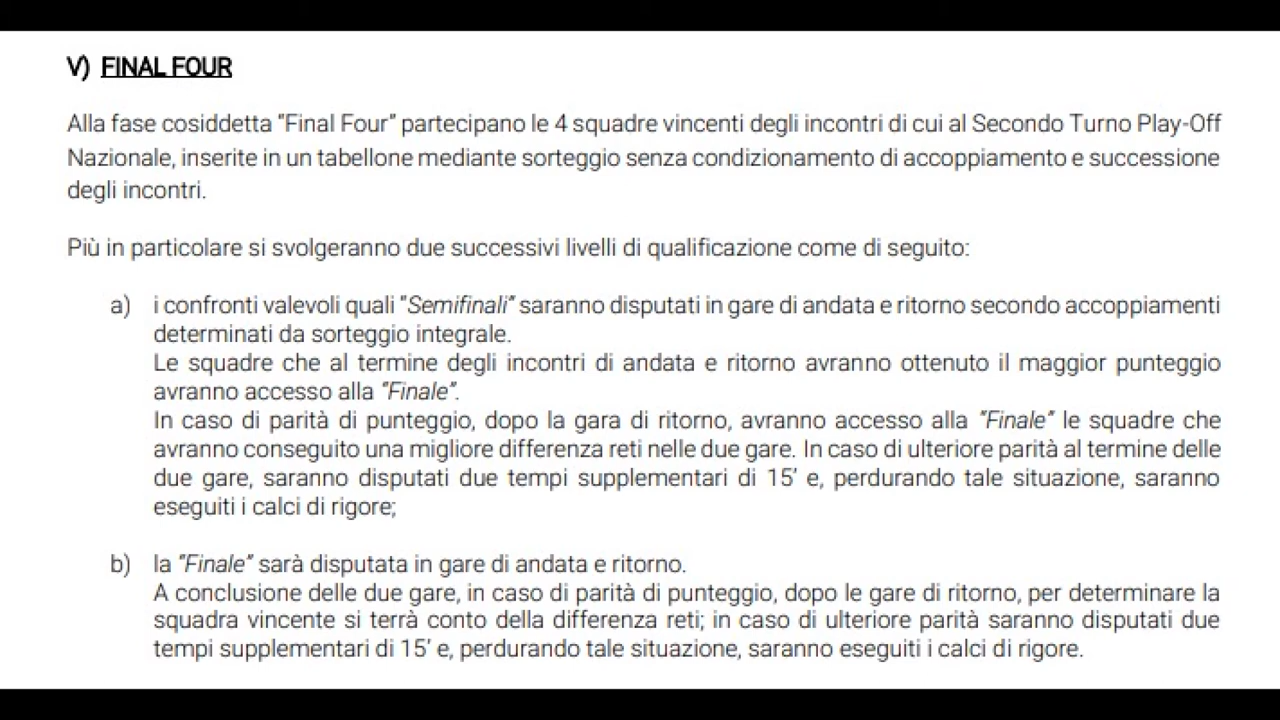 V) FINAL FOUR
Alla fase cosiddetta “Final Four” partecipano le 4 squadre vincenti degli incontri di cui al Secondo Turno Play-Off
Nazionale, inserite in un tabellone mediante sorteggio senza condizionamento di accoppiamento e successione
degli incontri.
Più in particolare si svolgeranno due successivi livelli di qualificazione come di seguito:
a) i confronti valevoli quali “Semifinali” saranno disputati in gare di andata e ritorno secondo accoppiamenti
determinati da sorteggio integrale.
Le squadre che al termine degli incontri di andata e ritorno avranno ottenuto il maggior punteggio
avranno accesso alla “Finale”.
In caso di parità di punteggio, dopo la gara di ritorno, avranno accesso alla “Finale” le squadre che
avranno conseguito una migliore differenza reti nelle due gare. In caso di ulteriore parità al termine delle
due gare, saranno disputati due tempi supplementari di 15’ e, perdurando tale situazione, saranno
eseguiti i calci di rigore;
b) la “Finale” sarà disputata in gare di andata e ritorno.
A conclusione delle due gare, in caso di parità di punteggio, dopo le gare di ritorno, per determinare la
squadra vincente si terrà conto della differenza reti; in caso di ulteriore parità saranno disputati due
tempi supplementari di 15’ e, perdurando tale situazione, saranno eseguiti i calci di rigore.